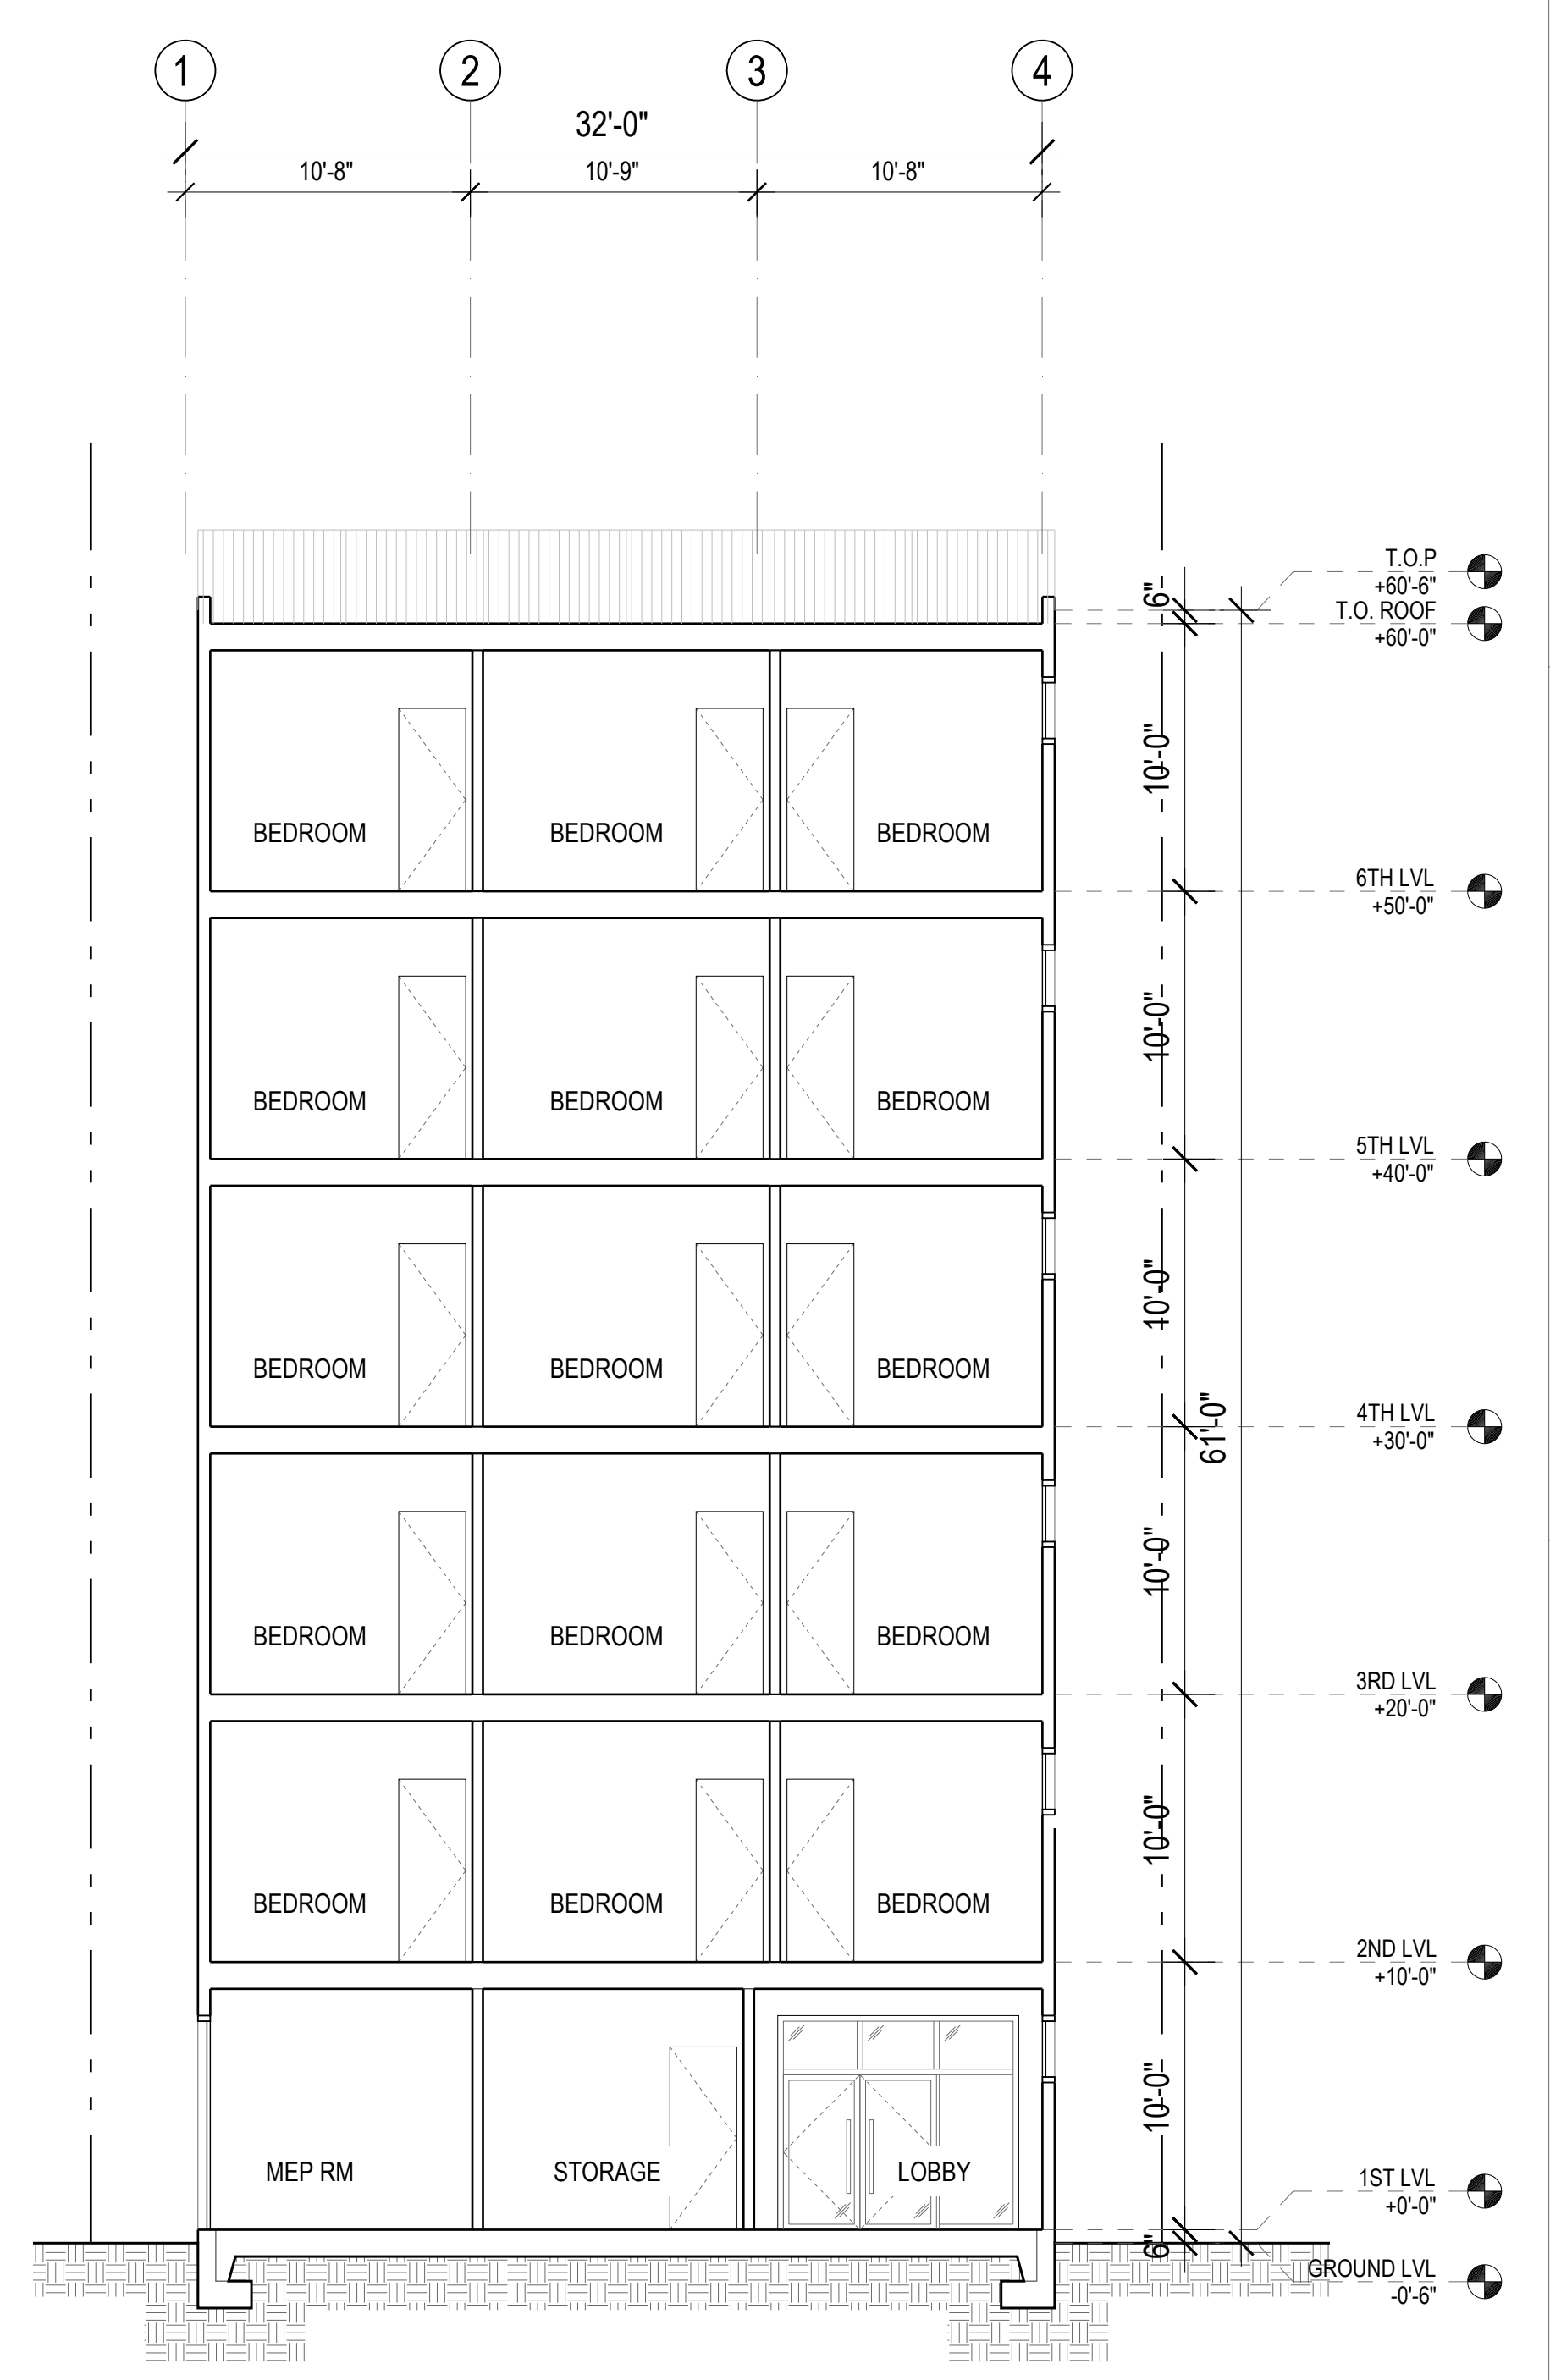 1 2 3 4
32'-0"
10'-8" 10'-9" 10'-8"
T.O.P
+60'-6"
6"
T.O. ROOF
+60'-0"
10'-0"
BEDROOM BEDROOM BEDROOM
6TH LVL
+50'-0"
10'-0"
BEDROOM BEDROOM BEDROOM
5TH LVL
+40'-0"
10'-0"
BEDROOM BEDROOM BEDROOM
4TH LVL
+30'-0"
61'-0"
10'-0"
BEDROOM BEDROOM BEDROOM
3RD LVL
+20'-0"
10'-0"
BEDROOM BEDROOM BEDROOM
2ND LVL
+10'-0"
10'-0"
MEP RM STORAGE LOBBY
1ST LVL
+0'-0"
6"
GROUND LVL
-0'-6"